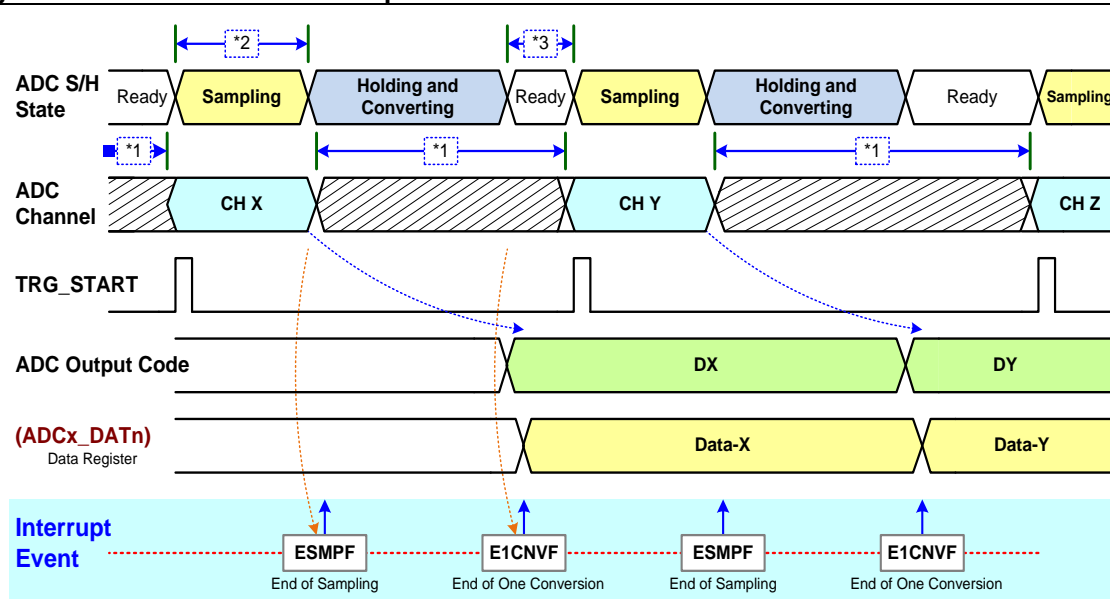 *2
*3
ADC S/H
State
Ready
Sampling
Holding and
Converting
Ready
Sampling
Holding and
Converting
Ready
Sampling
*1
*1
*1
ADC
Channel
CH X
CH Y
CH Z
TRG_START
ADC Output Code
DX
DY
(ADCx_DATn)
Data Register
Data-X
Data-Y
Interrupt
Event
ESMPF
E1CNVF
ESMPF
E1CNVF
End of Sampling
End of One Conversion
End of Sampling
End of One Conversion